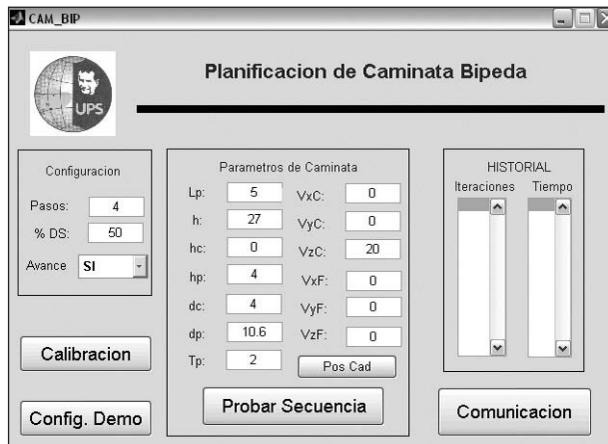 CAM_BIP
UPS
Planificacion de Caminata Bipeda
Configuracion
Pasos: 4
% DS: 50
Avance SI
Calibracion
Config. Demo
Parametros de Caminata
Lp: 5 VxC: 0
h: 27 VyC: 0
hc: 0 VzC: 20
hp: 4 VxF: 0
dc: 4 VyF: 0
dp: 10.6 VzF: 0
Tp: 2 Pos Cad
Probar Secuencia
HISTORIAL
Iteraciones Tiempo
Comunicacion